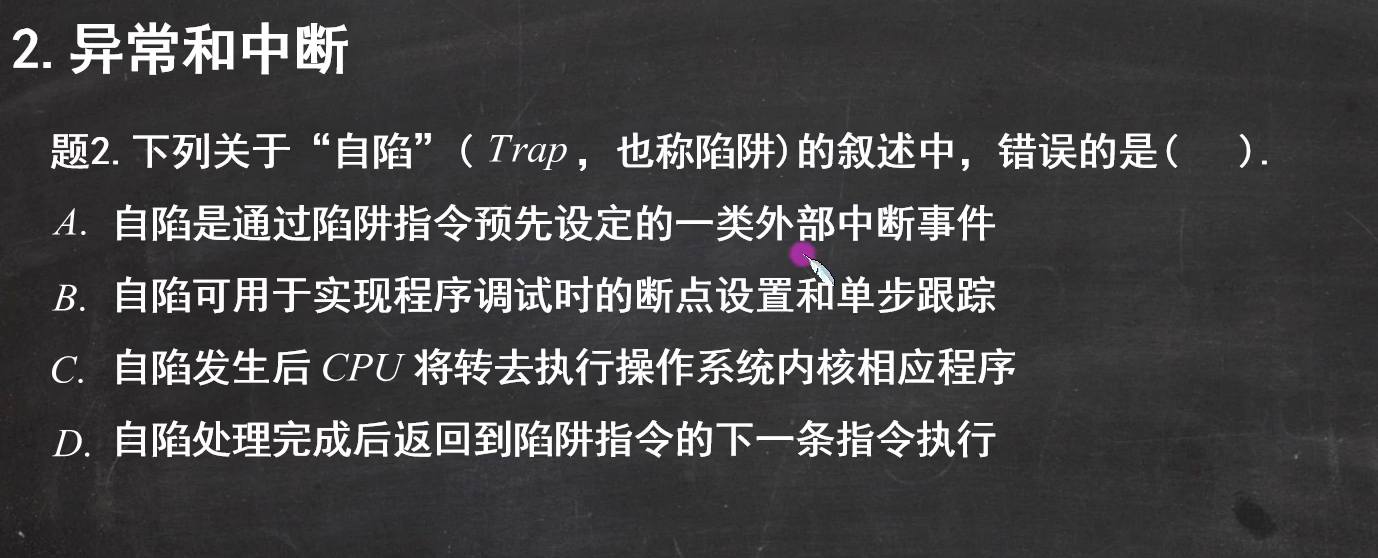 2.异常和中断
题2.下列关于“自陷”(Trap，也称陷阱)的叙述中，错误的是( ).
A. 自陷是通过陷阱指令预先设定的一类外部中断事件
B. 自陷可用于实现程序调试时的断点设置和单步跟踪
C. 自陷发生后CPU将转去执行操作系统内核相应程序
D. 自陷处理完成后返回到陷阱指令的下一条指令执行